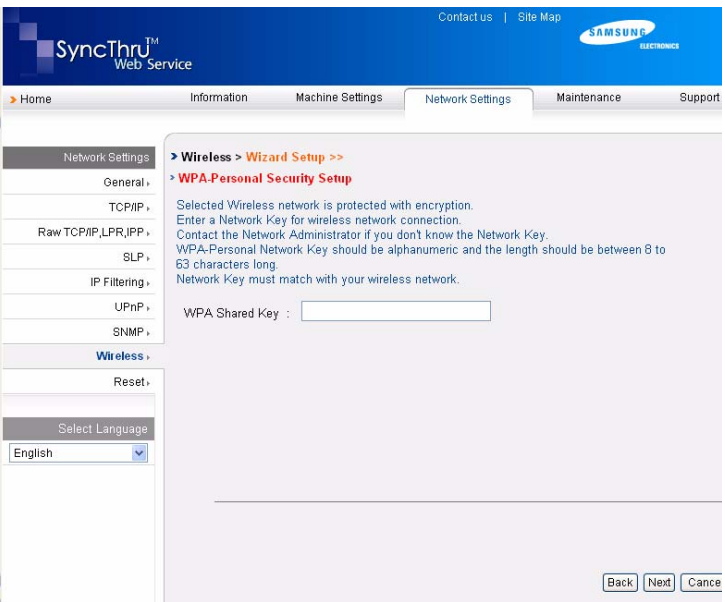 Contact us | Site Map
SAMSUNG
ELECTRONICS
SyncThru™
Web Service
Home
Information
Machine Settings
Network Settings
Maintenance
Support
Network Settings
General
TCP/IP
Raw TCP/IP,LPR,IPP
SLP
IP Filtering
UPnP
SNMP
Wireless
Reset
Select Language
English
Wireless > Wizard Setup >>
WPA-Personal Security Setup
Selected Wireless network is protected with encryption.
Enter a Network Key for wireless network connection.
Contact the Network Administrator if you don't know the Network Key.
WPA-Personal Network Key should be alphanumeric and the length should be between 8 to
63 characters long.
Network Key must match with your wireless network.
WPA Shared Key :
Back
Next
Cance